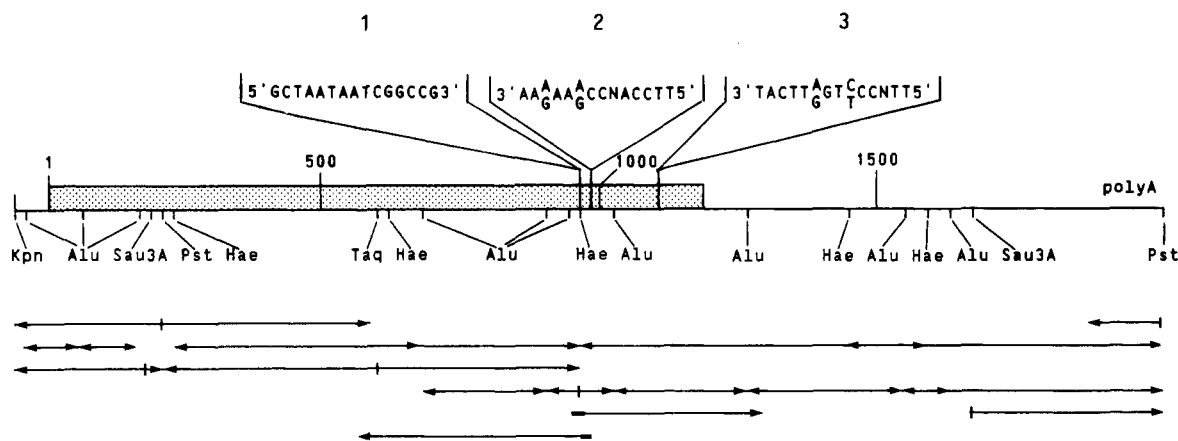 1 2 3
5'GCTAATAATCGGCCG3' 3'AAAAAACCNACCTT5' 3'TACTTAGTCCCNTT5'
G G G T
1 500 1000 1500
polyA
Kpn Alu Sau3A Pst Hae Taq Hae Alu Hae Alu Alu Hae Alu Hae Alu Sau3A Pst